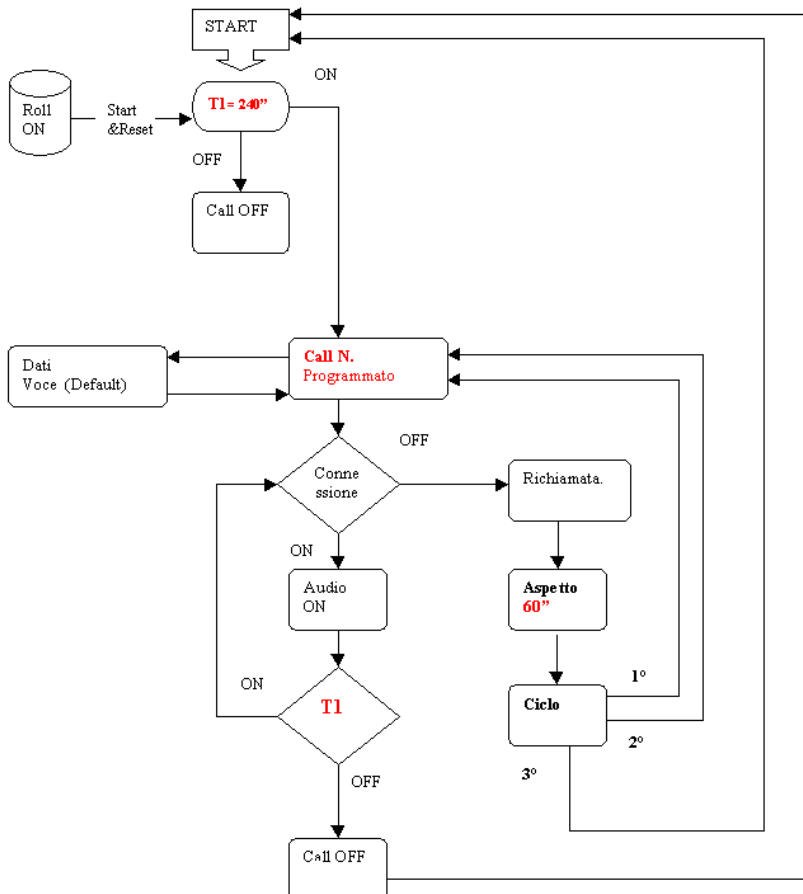 START
ON
Roll
ON
Start
&Reset
T1= 240”
OFF
Call OFF
Call N.
Programmato
Dati
Voce (Default)
OFF
Conne
ssione
Richiamata.
ON
Audio
ON
Aspetto
60”
ON
T1
1°
Ciclo
2°
3°
OFF
Call OFF